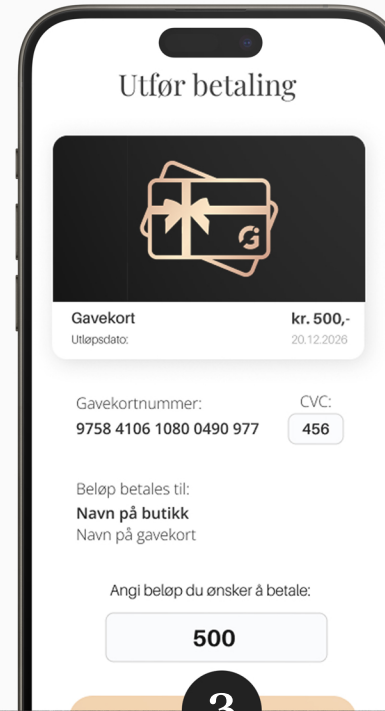 Utfør betaling
Gavekort kr. 500,-
Utløpsdato: 20.12.2026
Gavekortnummer: CVC:
9758 4106 1080 0490 977 456
Beløp betales til:
Navn på butikk
Navn på gavekort
Angi beløp du ønsker å betale:
500
3